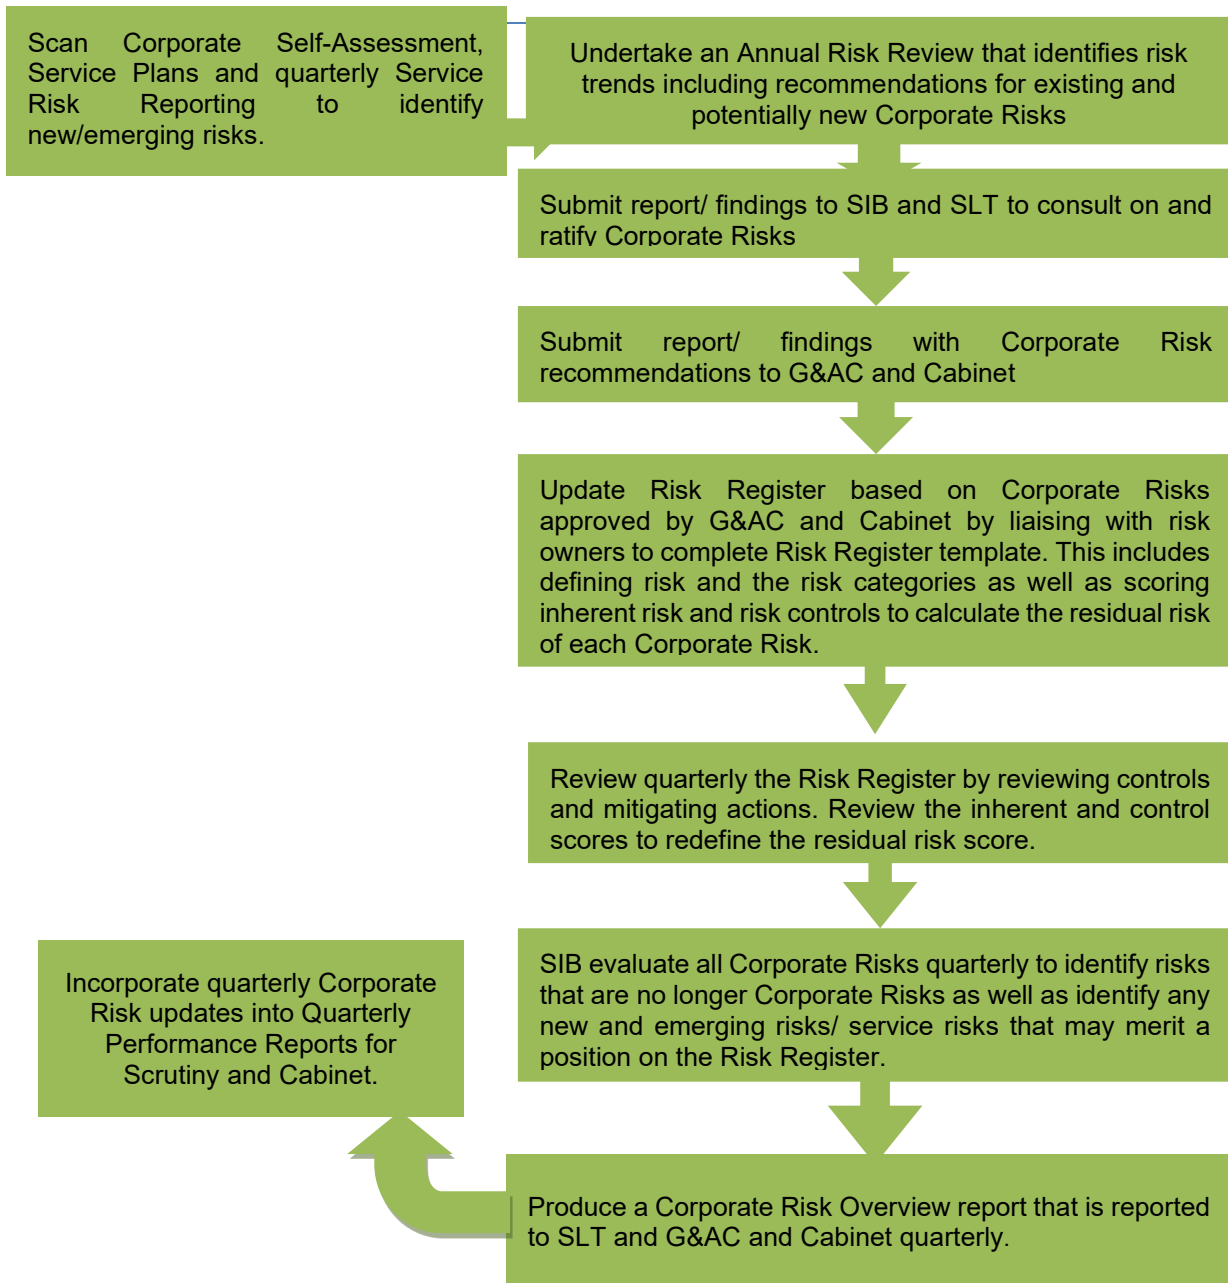 Scan Corporate Self-Assessment,
Service Plans and quarterly Service
Risk Reporting to identify
new/emerging risks.
Undertake an Annual Risk Review that identifies risk
trends including recommendations for existing and
potentially new Corporate Risks
Submit report/ findings to SIB and SLT to consult on and
ratify Corporate Risks
Submit report/ findings with Corporate Risk
recommendations to G&AC and Cabinet
Update Risk Register based on Corporate Risks
approved by G&AC and Cabinet by liaising with risk
owners to complete Risk Register template. This includes
defining risk and the risk categories as well as scoring
inherent risk and risk controls to calculate the residual risk
of each Corporate Risk.
Review quarterly the Risk Register by reviewing controls
and mitigating actions. Review the inherent and control
scores to redefine the residual risk score.
SIB evaluate all Corporate Risks quarterly to identify risks
that are no longer Corporate Risks as well as identify any
new and emerging risks/ service risks that may merit a
position on the Risk Register.
Produce a Corporate Risk Overview report that is reported
to SLT and G&AC and Cabinet quarterly.
Incorporate quarterly Corporate
Risk updates into Quarterly
Performance Reports for
Scrutiny and Cabinet.